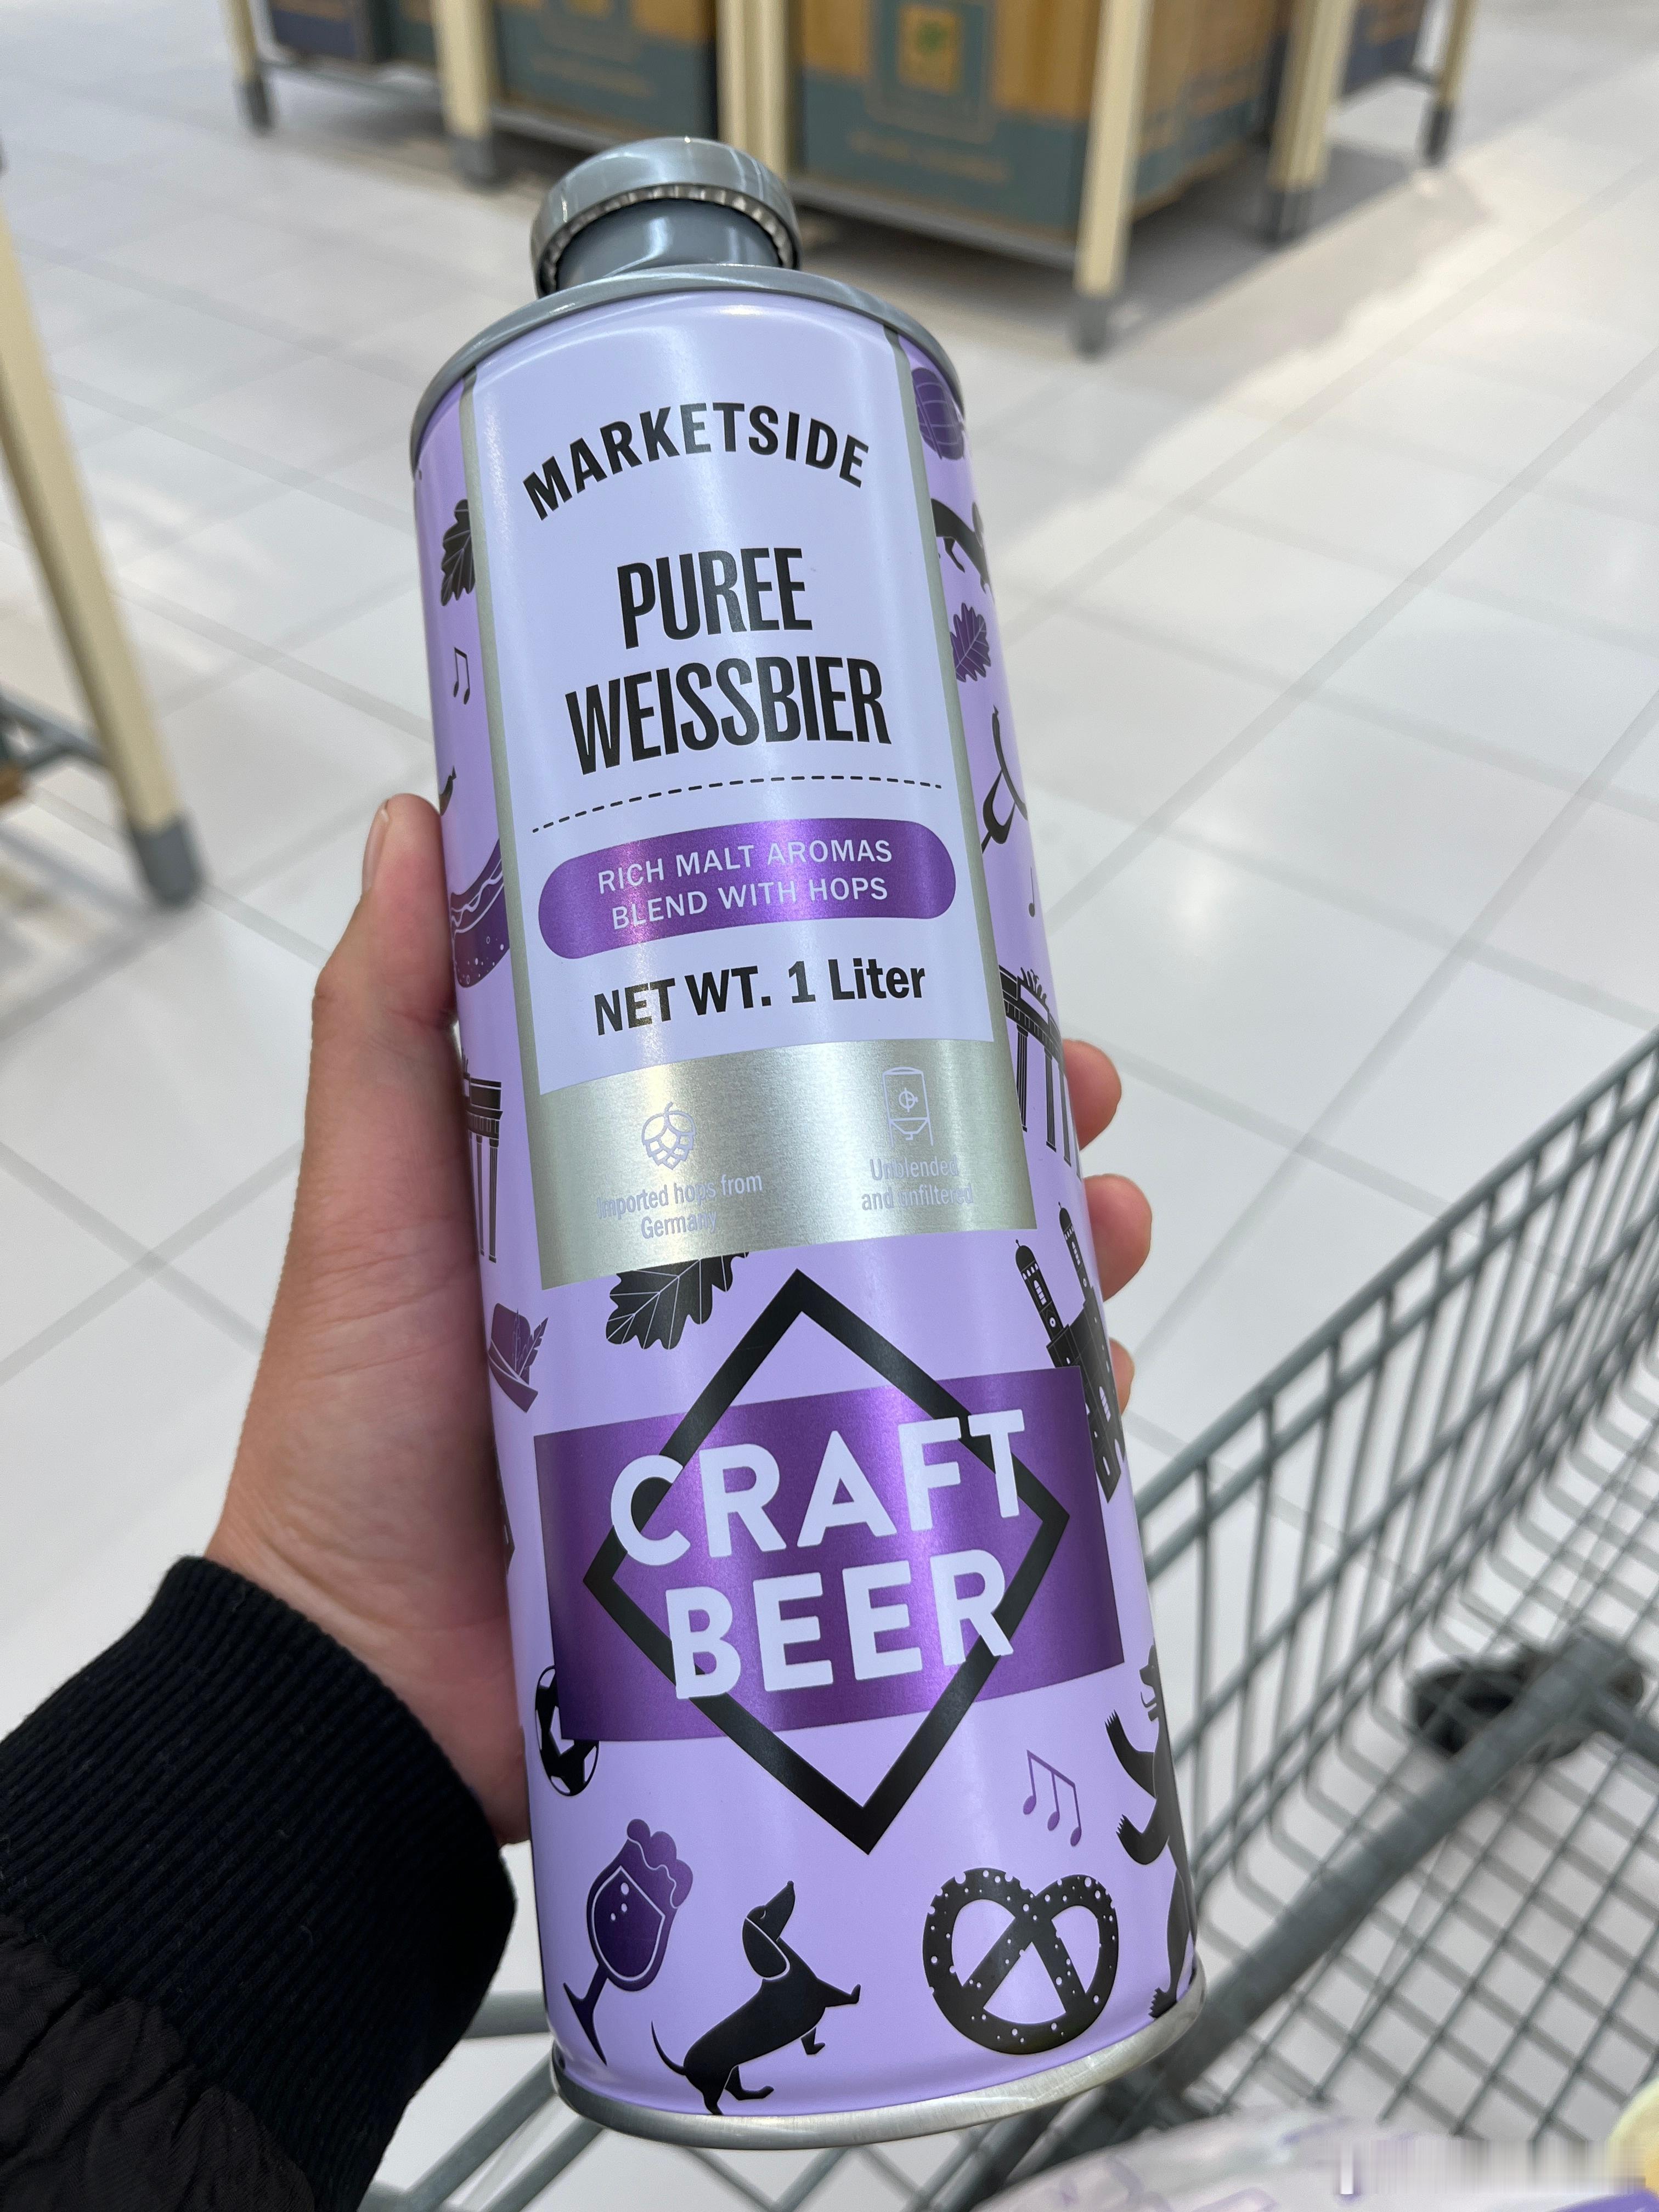 MARKETSIDE
PUREE
WEISSBIER
RICH MALT AROMAS
BLEND WITH HOPS
NET WT. 1 Liter
Imported hops from
Germany
Unblended
and unfiltered
CRAFT
BEER